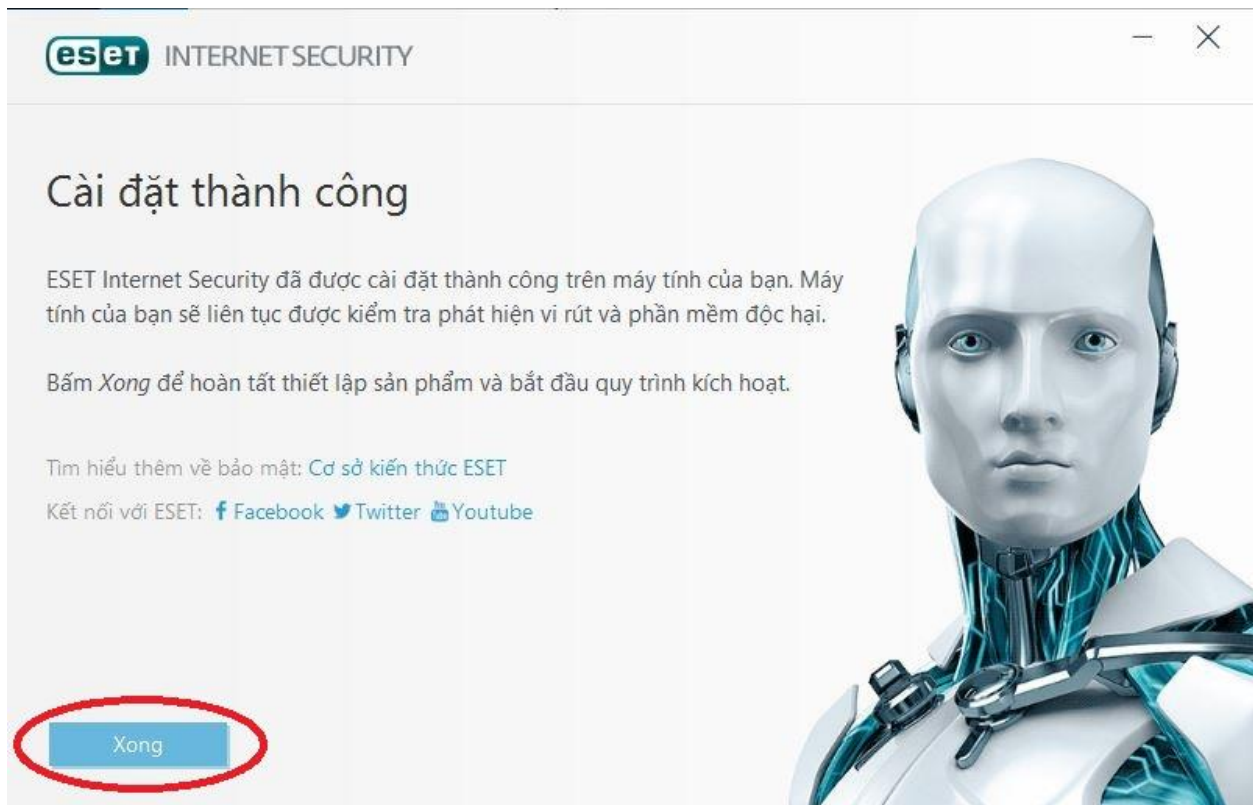 eset INTERNET SECURITY
Cài đặt thành công
ESET Internet Security đã được cài đặt thành công trên máy tính của bạn. Máy
tính của bạn sẽ liên tục được kiểm tra phát hiện vi rút và phần mềm độc hại.
Bấm Xong để hoàn tất thiết lập sản phẩm và bắt đầu quy trình kích hoạt.
Tìm hiểu thêm về bảo mật: Cơ sở kiến thức ESET
Kết nối với ESET: Facebook Twitter Youtube
Xong